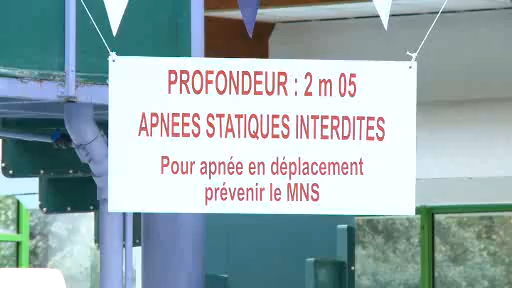 PROFONDEUR : 2 m 05
APNEES STATIQUES INTERDITES
Pour apnée en déplacement
prévenir le MNS